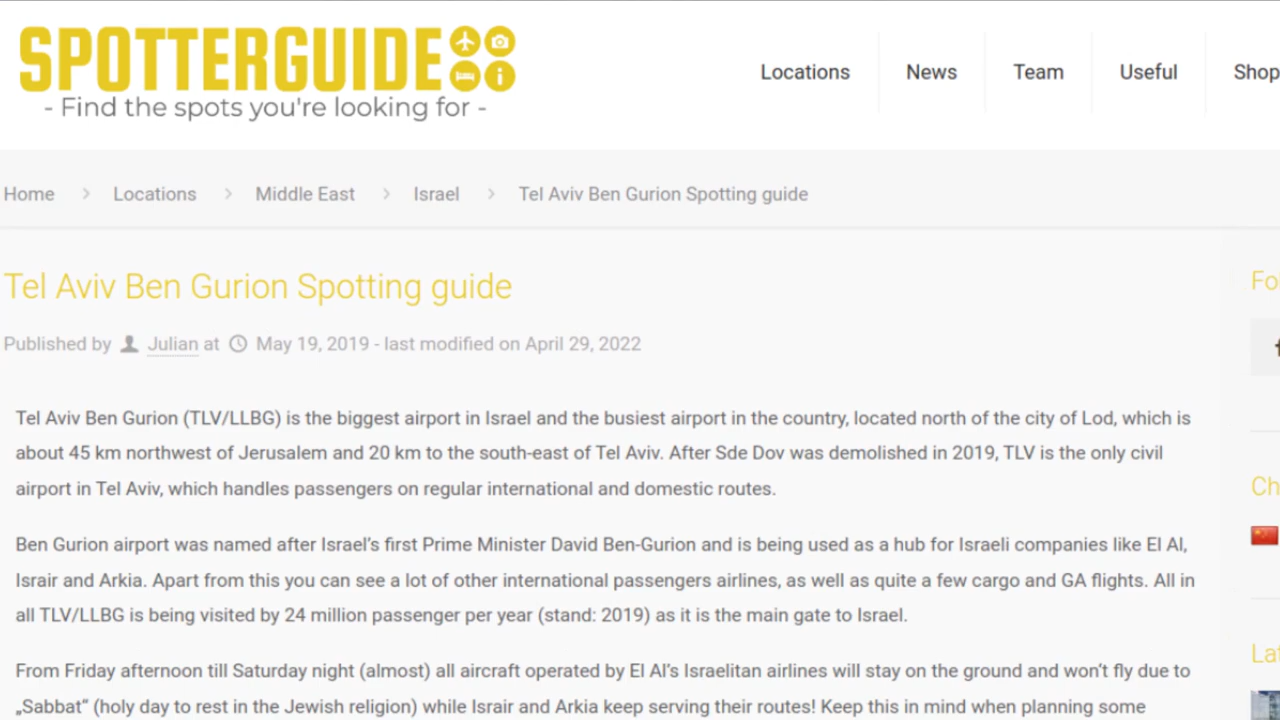 SPOTTERGUIDE
- Find the spots you're looking for -
Locations News Team Useful Shop
Home > Locations > Middle East > Israel > Tel Aviv Ben Gurion Spotting guide
Tel Aviv Ben Gurion Spotting guide
Published by Julian at May 19, 2019 - last modified on April 29, 2022
Tel Aviv Ben Gurion (TLV/LLBG) is the biggest airport in Israel and the busiest airport in the country, located north of the city of Lod, which is
about 45 km northwest of Jerusalem and 20 km to the south-east of Tel Aviv. After Sde Dov was demolished in 2019, TLV is the only civil
airport in Tel Aviv, which handles passengers on regular international and domestic routes.
Ben Gurion airport was named after Israel’s first Prime Minister David Ben-Gurion and is being used as a hub for Israeli companies like El Al,
Israir and Arkia. Apart from this you can see a lot of other international passengers airlines, as well as quite a few cargo and GA flights. All in
all TLV/LLBG is being visited by 24 million passenger per year (stand: 2019) as it is the main gate to Israel.
From Friday afternoon till Saturday night (almost) all aircraft operated by El Al’s Israelitan airlines will stay on the ground and won’t fly due to
„Sabbat“ (holy day to rest in the Jewish religion) while Israir and Arkia keep serving their routes! Keep this in mind when planning some